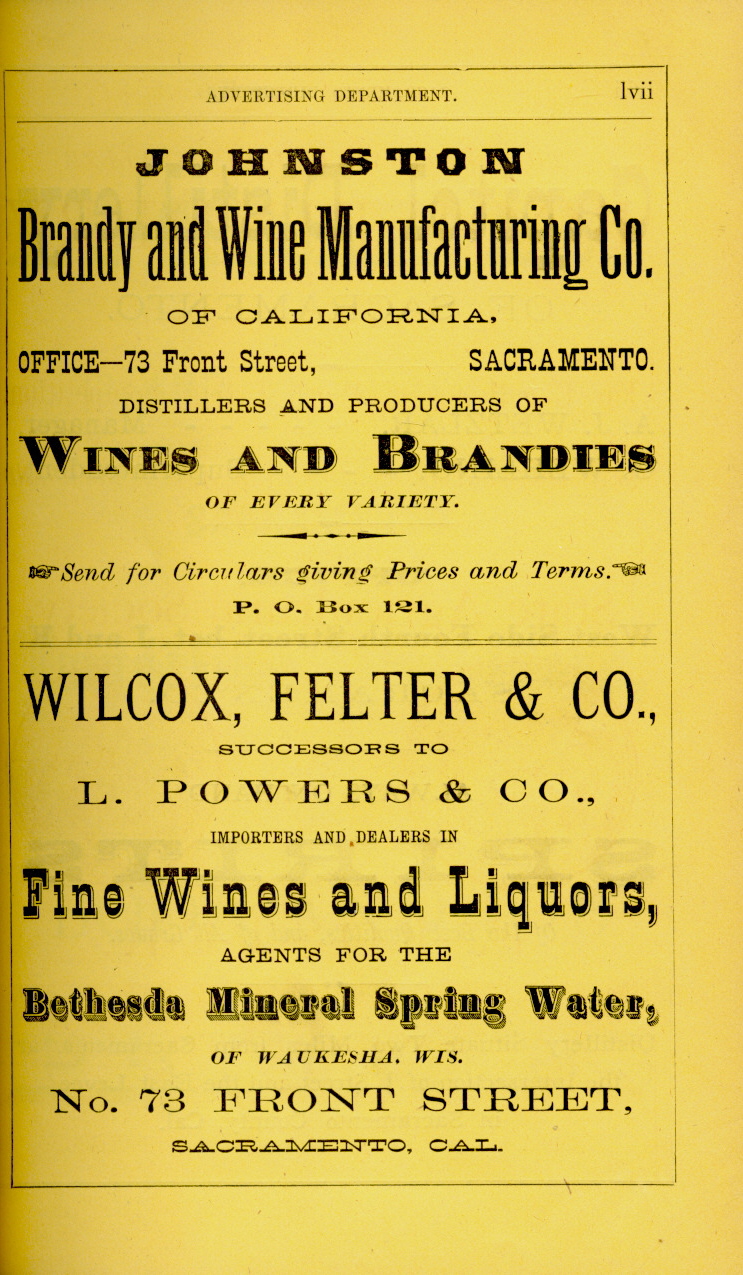 ADVERTISING DEPARTMENT. lvii
JOHNSTON
Brandy and Wine Manufacturing Co.
OF CALIFORNIA,
OFFICE—73 Front Street, SACRAMENTO.
DISTILLERS AND PRODUCERS OF
WINES AND BRANDIES
OF EVERY VARIETY.
☞Send for Circulars giving Prices and Terms.☜
P. O. Box 121.
WILCOX, FELTER & CO.,
SUCCESSORS TO
L. POWERS & CO.,
IMPORTERS AND DEALERS IN
Fine Wines and Liquors,
AGENTS FOR THE
Bethesda Mineral Spring Water,
OF WAUKESHA. WIS.
No. 73 FRONT STREET,
SACRAMENTO, CAL.